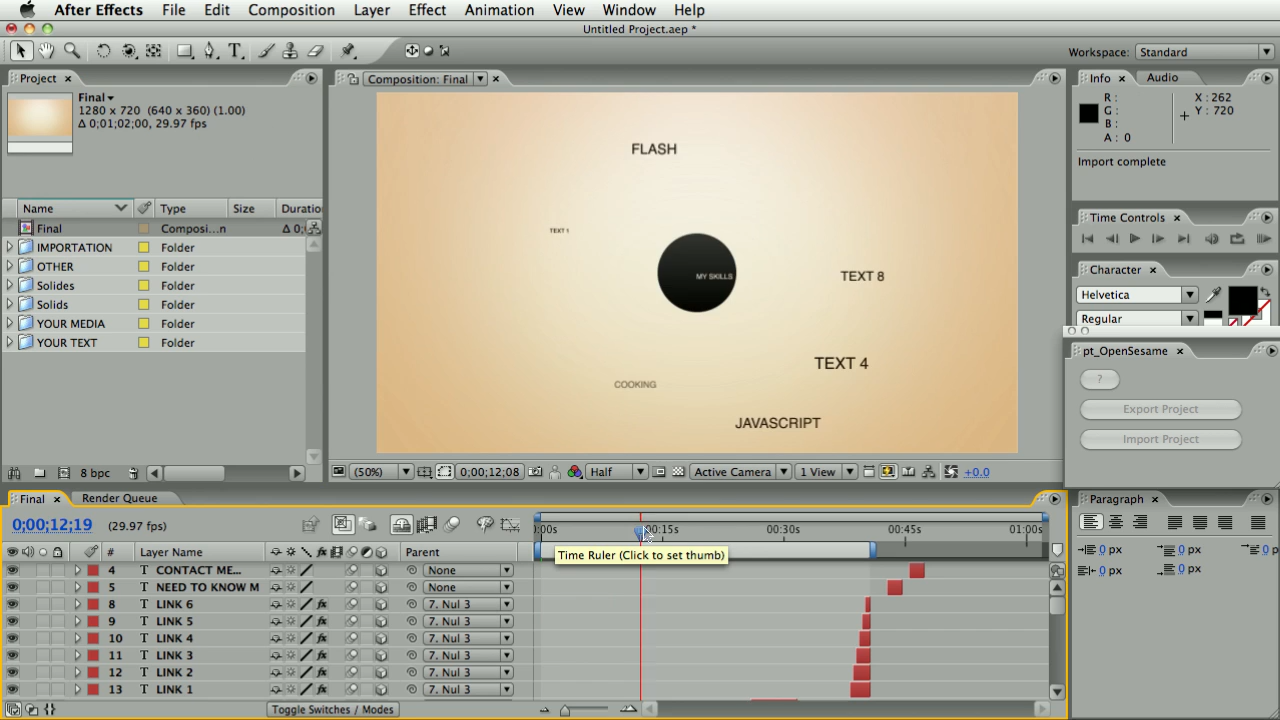 After Effects File Edit Composition Layer Effect Animation View Window Help
Untitled Project.aep *
Workspace: Standard
Project Composition: Final Info Audio
Final
1280 x 720 (640 x 360) (1.00)
Δ 0;01;02;00, 29.97 fps
R : X : 262
G : Y : 720
B :
A : 0
Import complete
Name Type Size Duratio
Final Composi...n Δ 0;
IMPORTATION Folder
OTHER Folder
Solides Folder
Solids Folder
YOUR MEDIA Folder
YOUR TEXT Folder
8 bpc
FLASH
TEXT 1
MY SKILLS
TEXT 8
TEXT 4
COOKING
JAVASCRIPT
(50%) 0;00;12;08 Half Active Camera 1 View +0.0
Time Controls
Character
Helvetica
Regular
pt_OpenSesame
?
Export Project
Import Project
Final Render Queue
0;00;12;19 (29.97 fps)
):00s 00:15s 00:30s 00:45s 01:00s
Time Ruler (Click to set thumb)
# Layer Name Parent
4 T CONTACT ME... None
5 T NEED TO KNOW M None
8 T LINK 6 fx 7. Nul 3
9 T LINK 5 fx 7. Nul 3
10 T LINK 4 fx 7. Nul 3
11 T LINK 3 fx 7. Nul 3
12 T LINK 2 fx 7. Nul 3
13 T LINK 1 fx 7. Nul 3
Toggle Switches / Modes
Paragraph
0 px 0 px 0 p
0 px 0 px